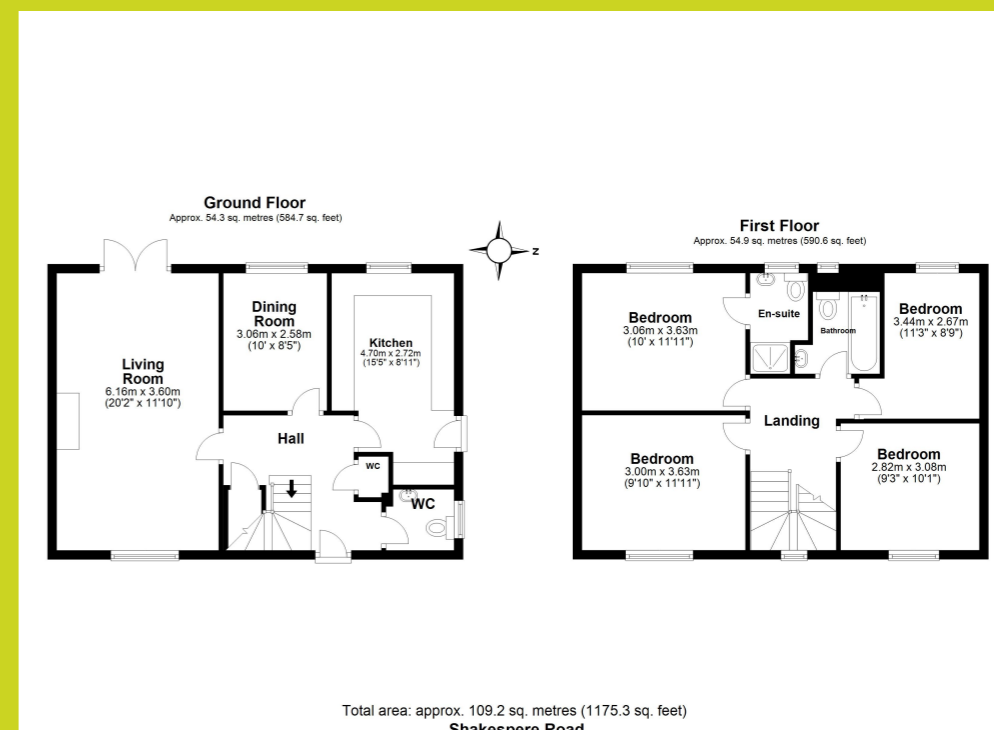 Ground Floor
Approx. 54.3 sq. metres (584.7 sq. feet)
Living
Room
6.16m x 3.60m
(20'2" x 11'10")
Dining
Room
3.06m x 2.58m
(10' x 8'5")
Kitchen
4.70m x 2.72m
(15'5" x 8'11")
Hall
WC
WC
Z
First Floor
Approx. 54.9 sq. metres (590.6 sq. feet)
Bedroom
3.06m x 3.63m
(10' x 11'11")
En-suite
Bathroom
Bedroom
3.44m x 2.67m
(11'3" x 8'9")
Landing
Bedroom
3.00m x 3.63m
(9'10" x 11'11")
Bedroom
2.82m x 3.08m
(9'3" x 10'1")
Total area: approx. 109.2 sq. metres (1175.3 sq. feet)
Shakespere Road